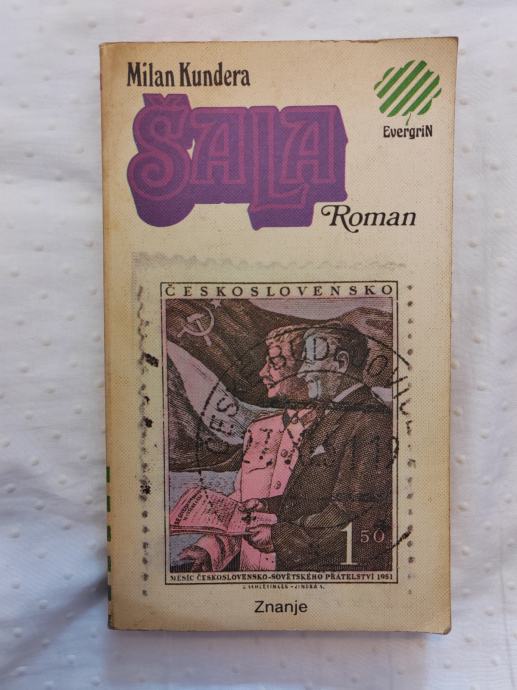 Milan Kundera
ŠALA
EvergriN
Roman
ČESKOSLOVENSKO
1 50
MĚSÍC ČESKOSLOVENSKO-SOVĚTSKÉHO PŘÁTELSTVÍ 1951
Znanje